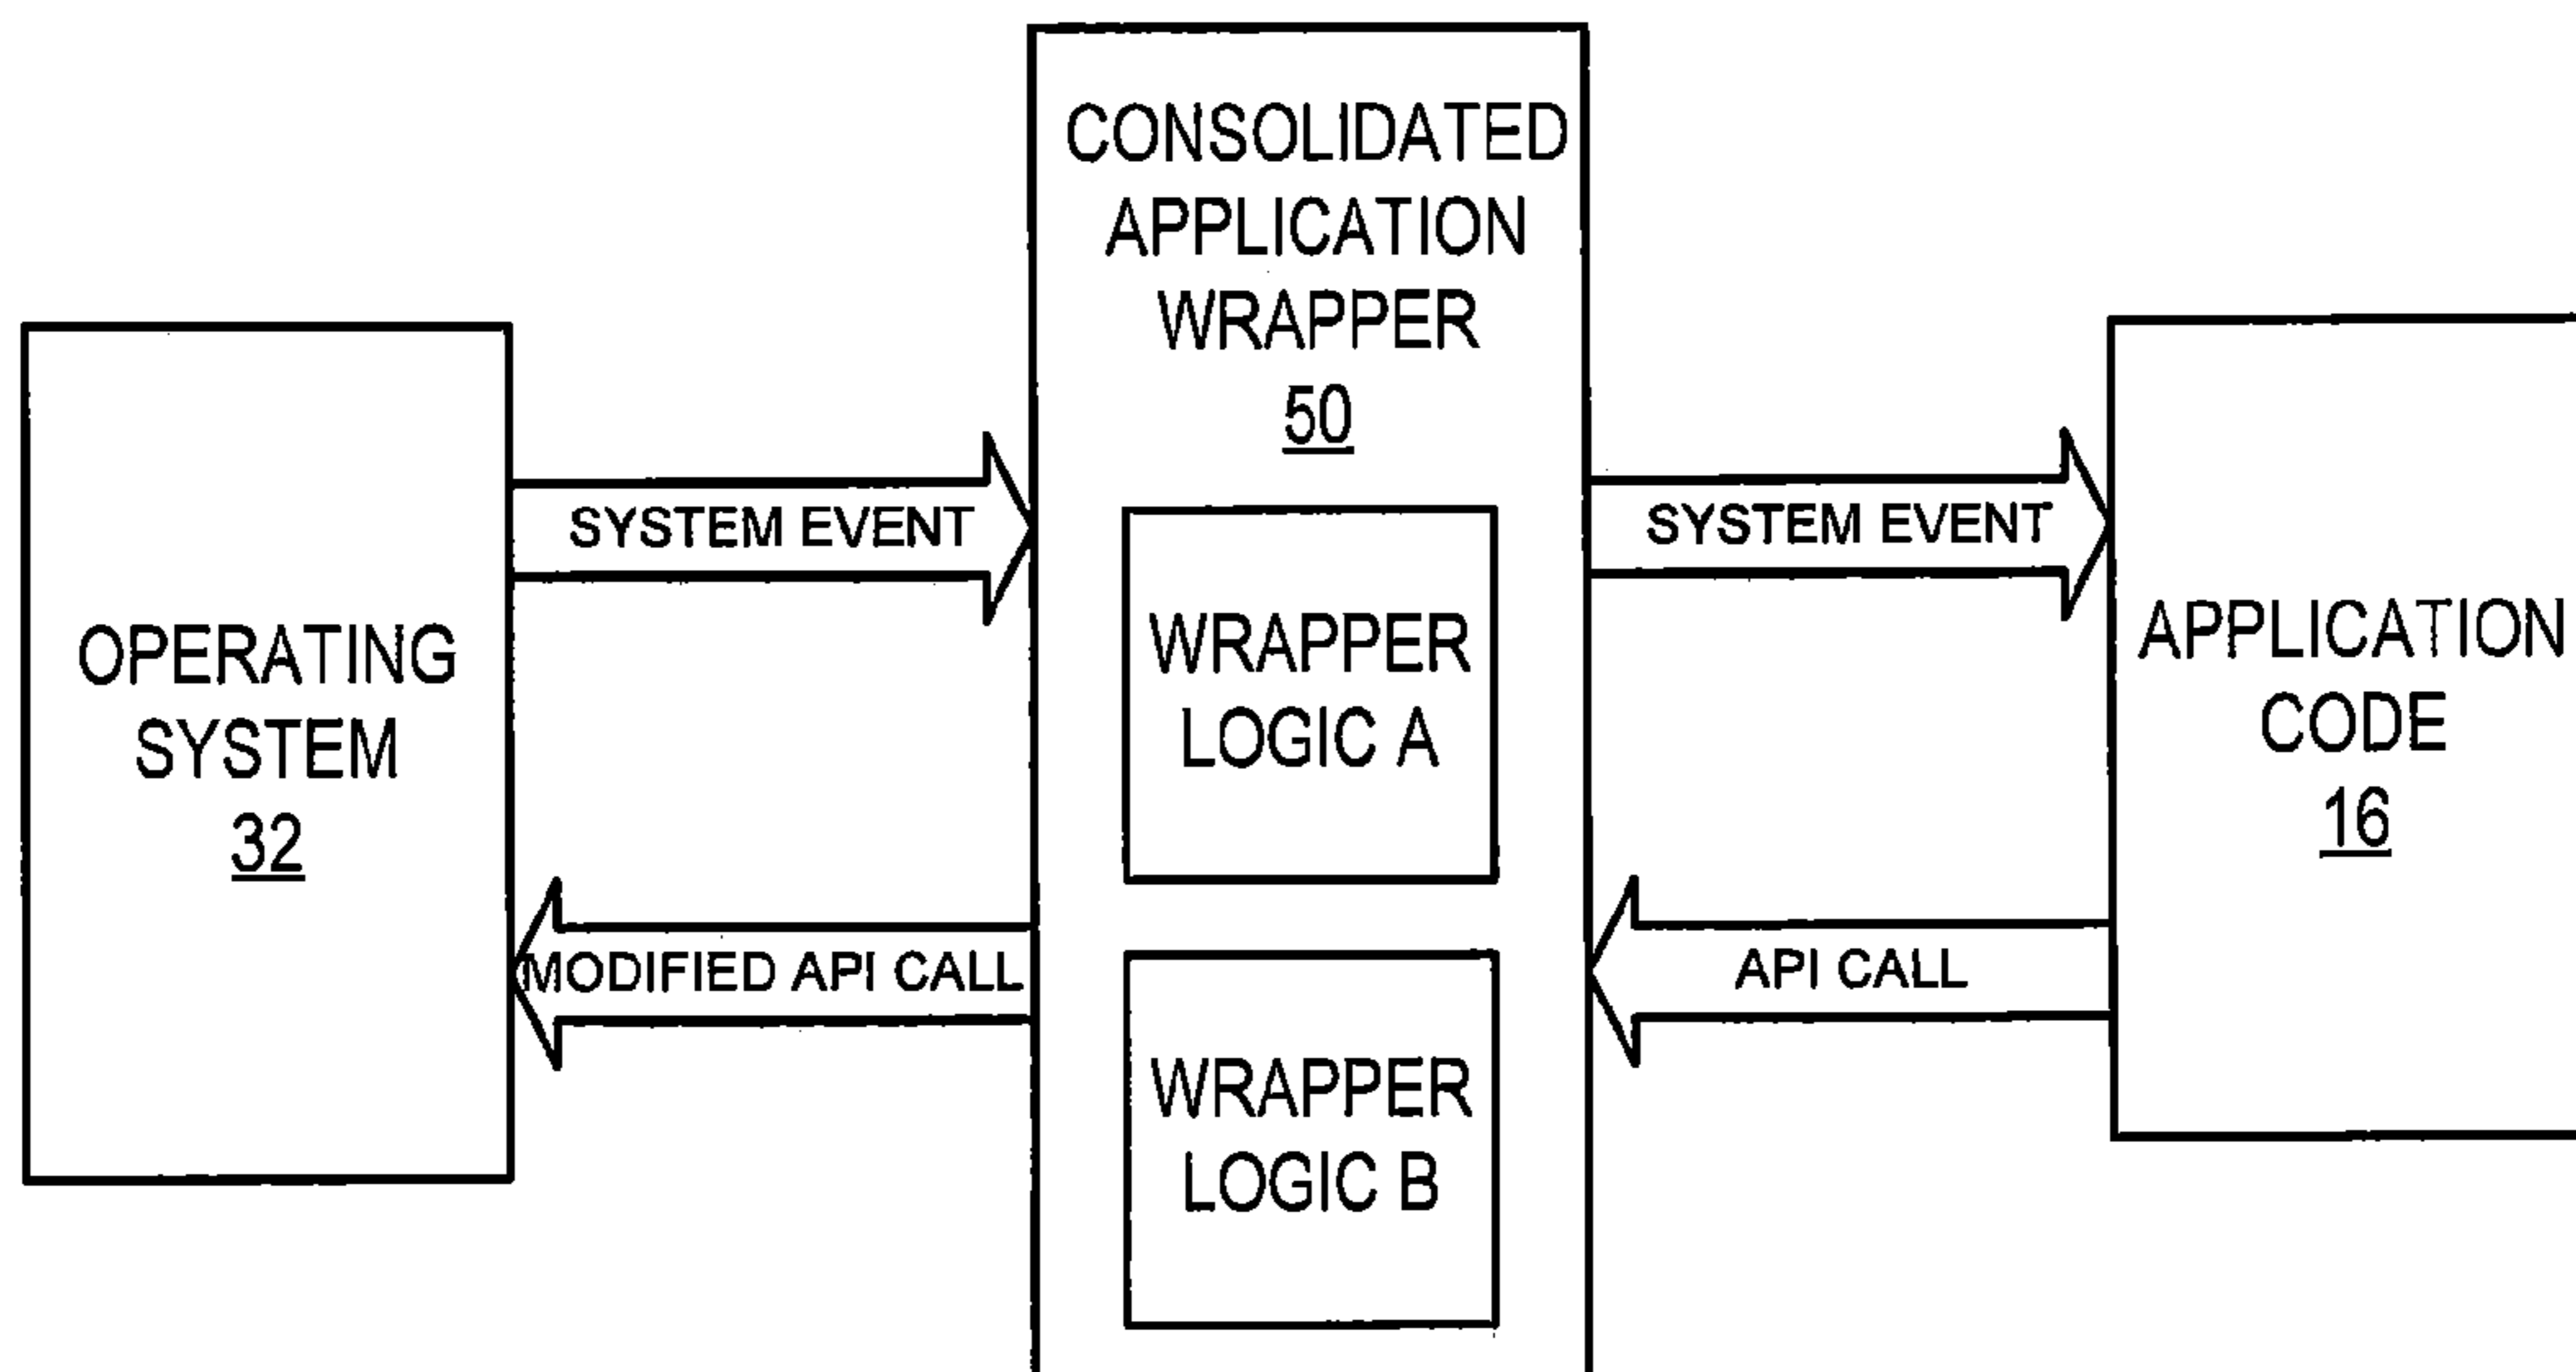 CONSOLIDATED
APPLICATION
WRAPPER
50
SYSTEM EVENT
SYSTEM EVENT
WRAPPER
LOGIC A
OPERATING
SYSTEM
32
APPLICATION
CODE
16
MODIFIED API CALL
API CALL
WRAPPER
LOGIC B